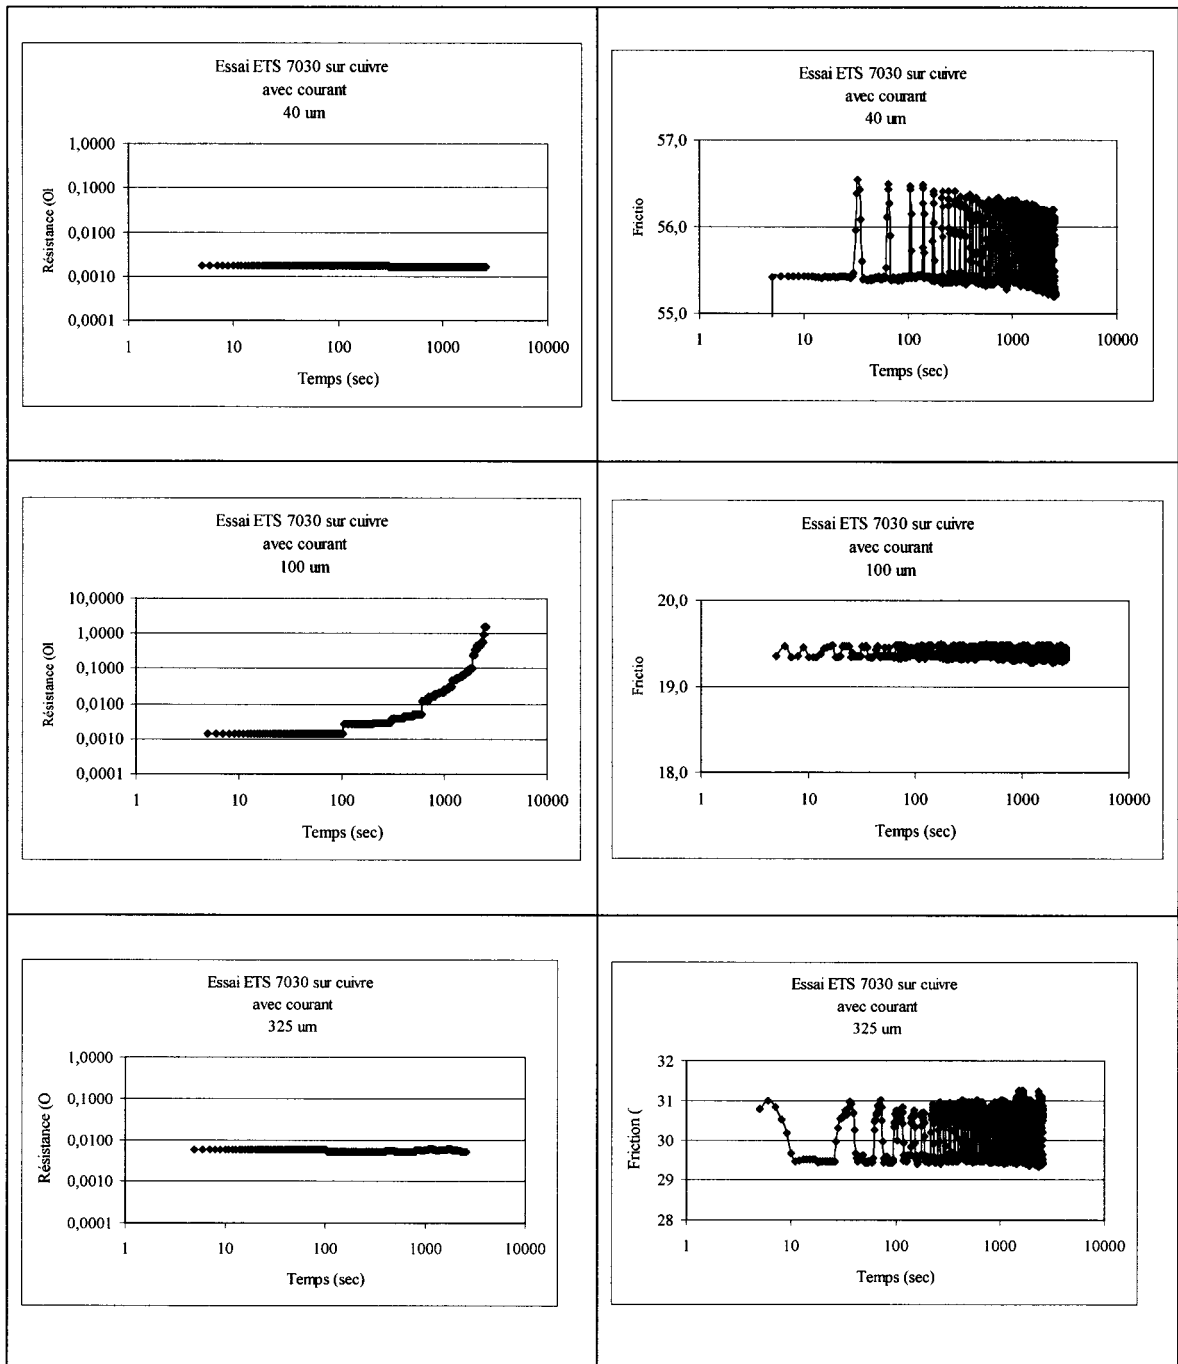 Essai ETS 7030 sur cuivre
avec courant
40 um
1,0000
0,1000
0,0100
0,0010
0,0001
Résistance (Ol
1 10 100 1000 10000
Temps (sec)
Essai ETS 7030 sur cuivre
avec courant
40 um
57,0
56,0
55,0
Frictio
1 10 100 1000 10000
Temps (sec)
Essai ETS 7030 sur cuivre
avec courant
100 um
10,0000
1,0000
0,1000
0,0100
0,0010
0,0001
Résistance (Ol
1 10 100 1000 10000
Temps (sec)
Essai ETS 7030 sur cuivre
avec courant
100 um
20,0
19,0
18,0
Frictio
1 10 100 1000 10000
Temps (sec)
Essai ETS 7030 sur cuivre
avec courant
325 um
1,0000
0,1000
0,0100
0,0010
0,0001
Résistance (O
1 10 100 1000 10000
Temps (sec)
Essai ETS 7030 sur cuivre
avec courant
325 um
32
31
30
29
28
Friction (
1 10 100 1000 10000
Temps (sec)